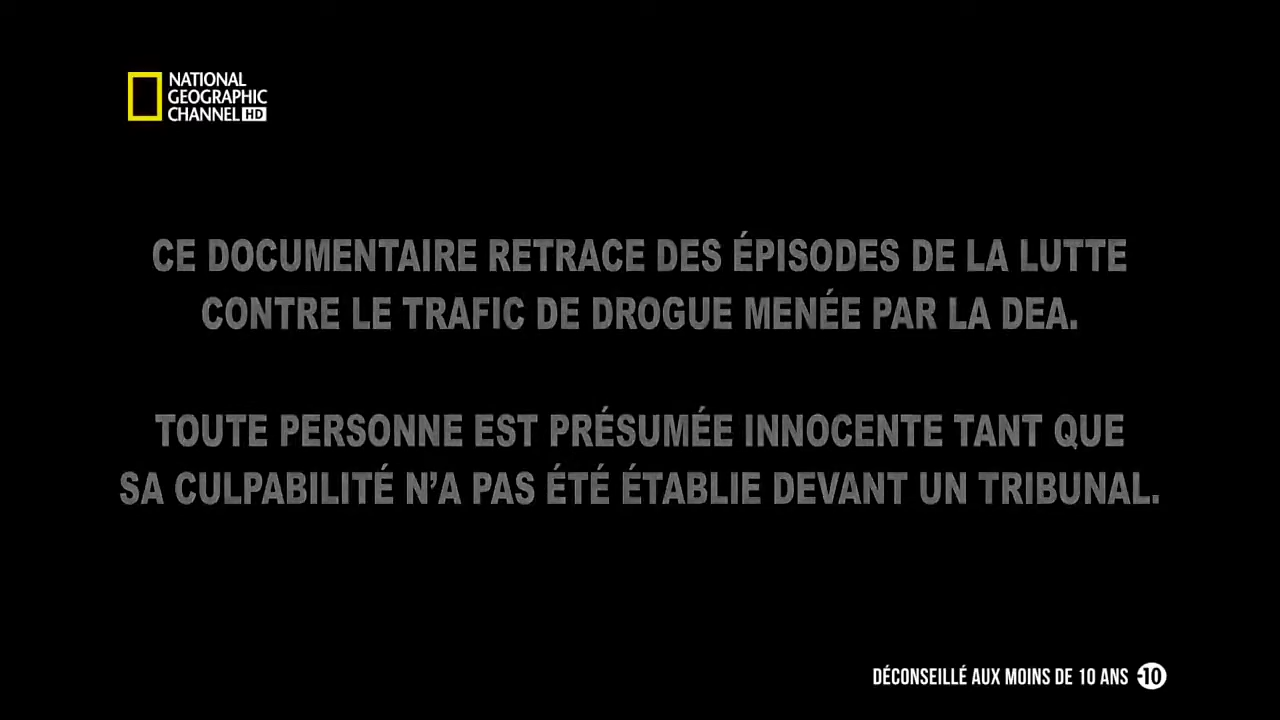 NATIONAL
GEOGRAPHIC
CHANNEL HD
CE DOCUMENTAIRE RETRACE DES ÉPISODES DE LA LUTTE
CONTRE LE TRAFIC DE DROGUE MENÉE PAR LA DEA.
TOUTE PERSONNE EST PRÉSUMÉE INNOCENTE TANT QUE
SA CULPABILITÉ N'A PAS ÉTÉ ÉTABLIE DEVANT UN TRIBUNAL.
DÉCONSEILLÉ AUX MOINS DE 10 ANS -10